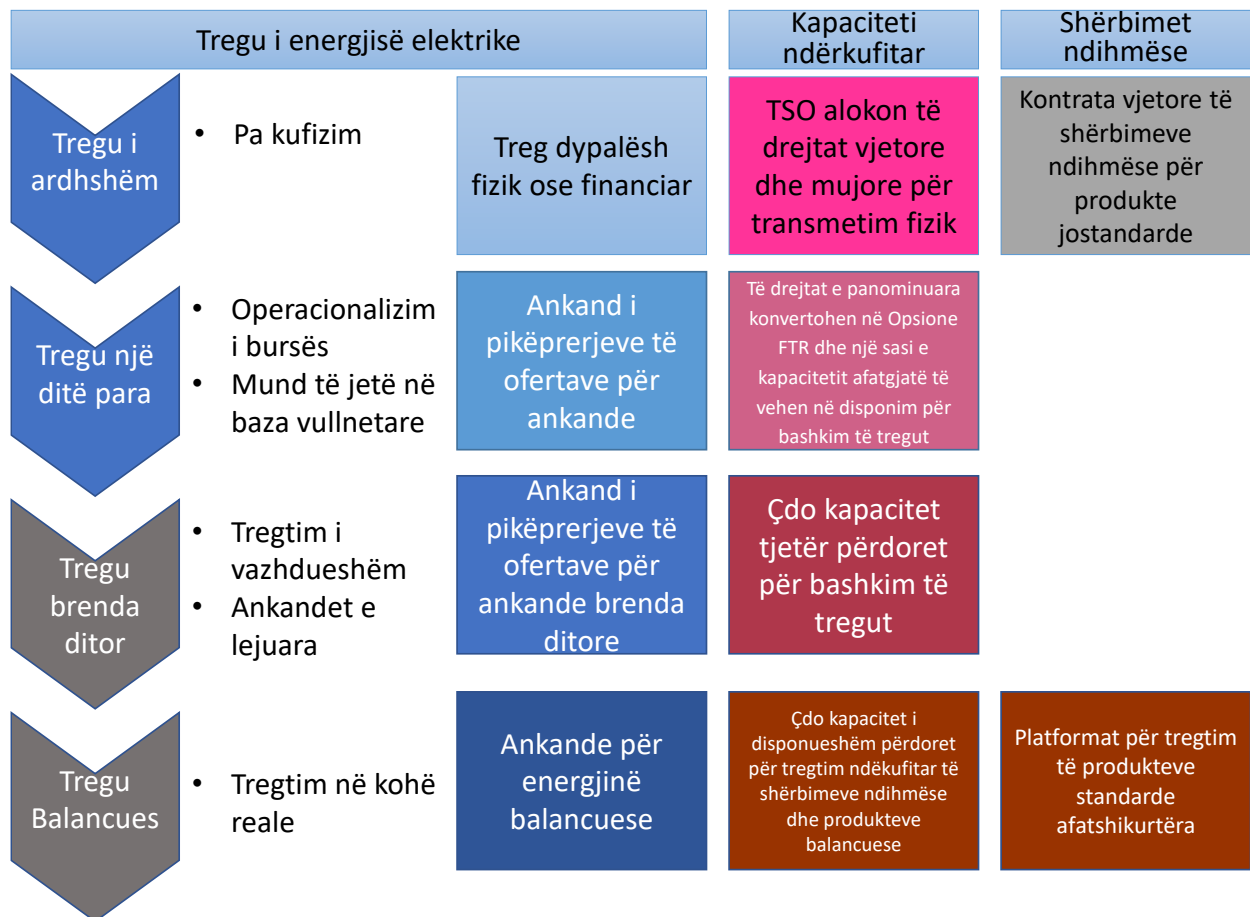 Tregu i energjisë elektrike
Kapaciteti
ndërkufitar
Shërbimet
ndihmëse
Tregu i
ardhshëm
• Pa kufizim
Treg dypalësh
fizik ose financiar
TSO alokon të
drejtat vjetore
dhe mujore për
transmetim fizik
Kontrata vjetore të
shërbimeve
ndihmëse për
produkte
jostandarde
Tregu një
ditë para
• Operacionalizim
i bursës
• Mund të jetë në
baza vullnetare
Ankand i
pikëprerjeve të
ofertave për
ankande
Të drejtat e panominuara
konvertohen në Opsione
FTR dhe një sasi e
kapacitetit afatgjatë të
vehen në disponim për
bashkim të tregut
Tregu
brenda
ditor
• Tregtim i
vazhdueshëm
• Ankandet e
lejuara
Ankand i
pikëprerjeve të
ofertave për
ankande brenda
ditore
Çdo kapacitet
tjetër përdoret
për bashkim të
tregut
Tregu
Balancues
• Tregtim në kohë
reale
Ankande për
energjinë
balancuese
Çdo kapacitet i
disponueshëm përdoret
për tregtim ndëkufitar të
shërbimeve ndihmëse
dhe produkteve
balancuese
Platformat për tregtim
të produkteve
standarde
afatshikurtëra